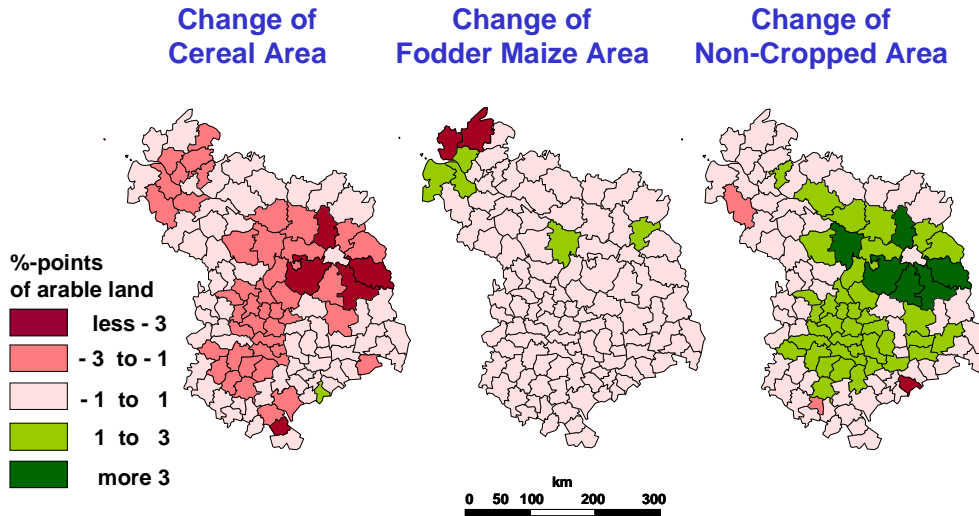 Change of
Cereal Area
Change of
Fodder Maize Area
Change of
Non-Cropped Area
%-points
of arable land
less - 3
- 3 to - 1
- 1 to 1
1 to 3
more 3
km
0 50 100 200 300